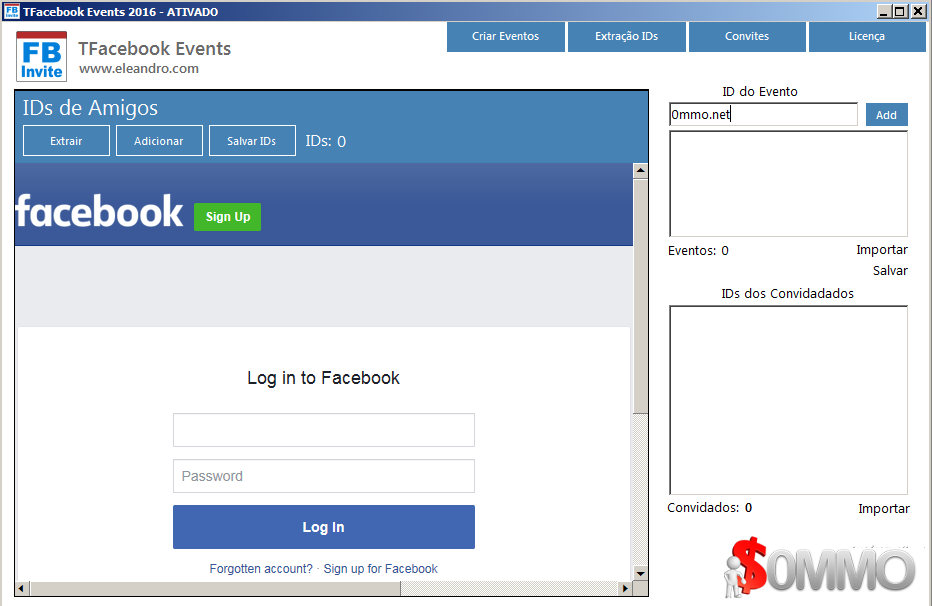 TFacebook Events 2016 - ATIVADO
FB
Invite
TFacebook Events
www.eleandro.com
Criar Eventos
Extração IDs
Convites
Licença
IDs de Amigos
Extrair
Adicionar
Salvar IDs
IDs: 0
facebook
Sign Up
Log in to Facebook
Password
Log In
Forgotten account? · Sign up for Facebook
ID do Evento
0mmo.net
Add
Eventos: 0
Importar
Salvar
IDs dos Convidadados
Convidados: 0
Importar
$0MMO